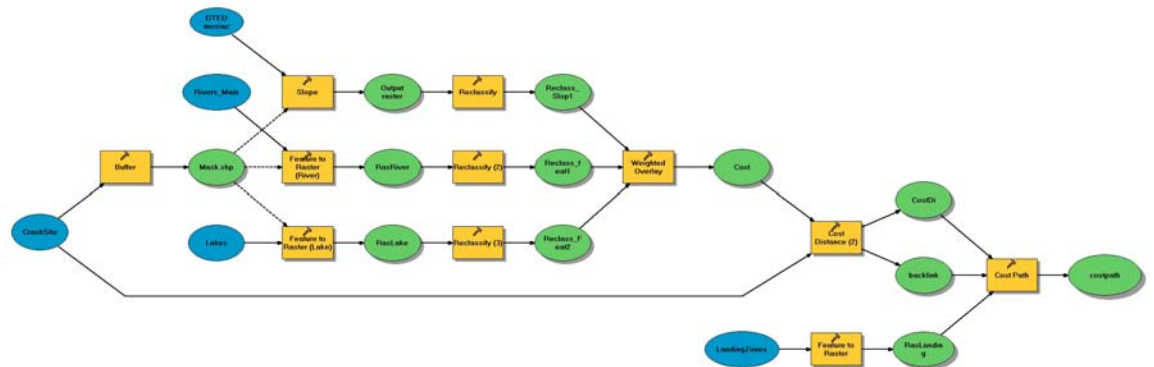 DTED
mosiac
Rivers_Main
Slope
Output
raster
Reclassify
Reclass_
Slop1
Buffer
Mask.shp
Feature to
Raster
(River)
RasRiver
Reclassify (2)
Reclass_f
eat1
Weighted
Overlay
Cost
CrashSite
Lakes
Feature to
Raster (Lake)
RasLake
Reclassify (3)
Reclass_F
eat2
Cost
Distance (2)
CostDi
backlink
Cost Path
costpath
LandingZones
Feature to
Raster
RasLandin
g